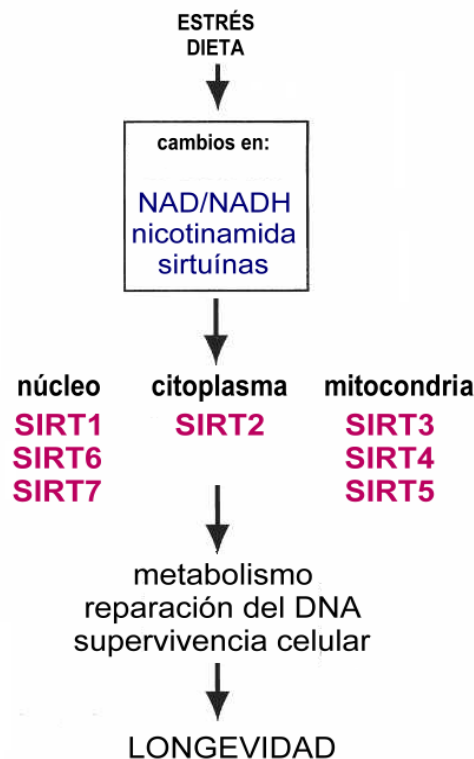 ESTRÉS
DIETA
cambios en:
NAD/NADH
nicotinamida
sirtuínas
núcleo citoplasma mitocondria
SIRT1 SIRT2 SIRT3
SIRT6 SIRT4
SIRT7 SIRT5
metabolismo
reparación del DNA
supervivencia celular
LONGEVIDAD